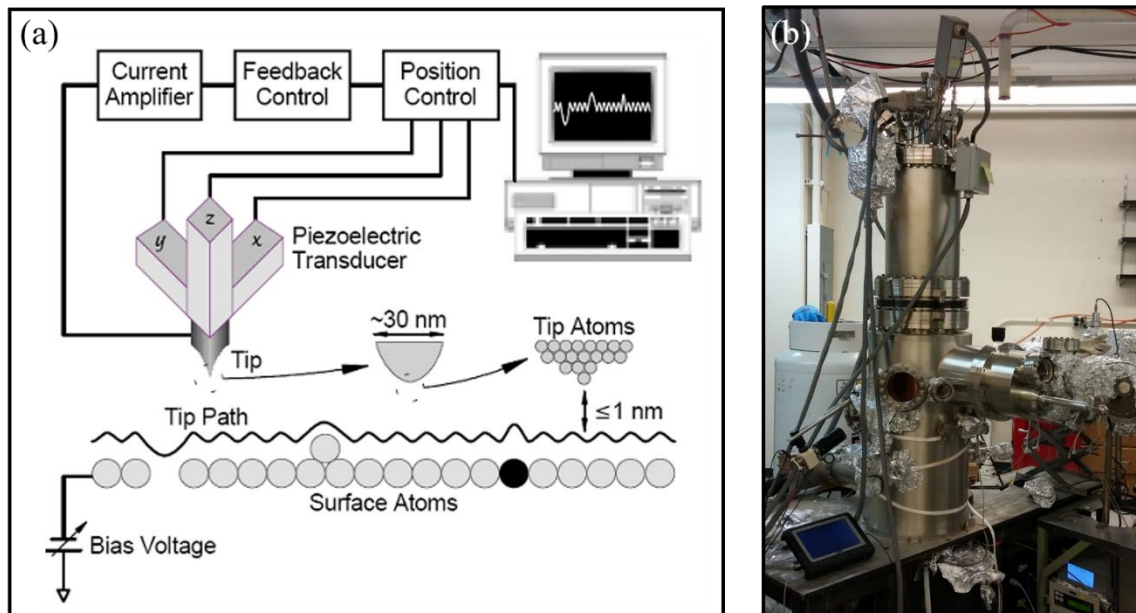 (a)
Current
Amplifier
Feedback
Control
Position
Control
z
y
x
Piezoelectric
Transducer
~30 nm
Tip Atoms
Tip
≤1 nm
Tip Path
Surface Atoms
Bias Voltage
(b)